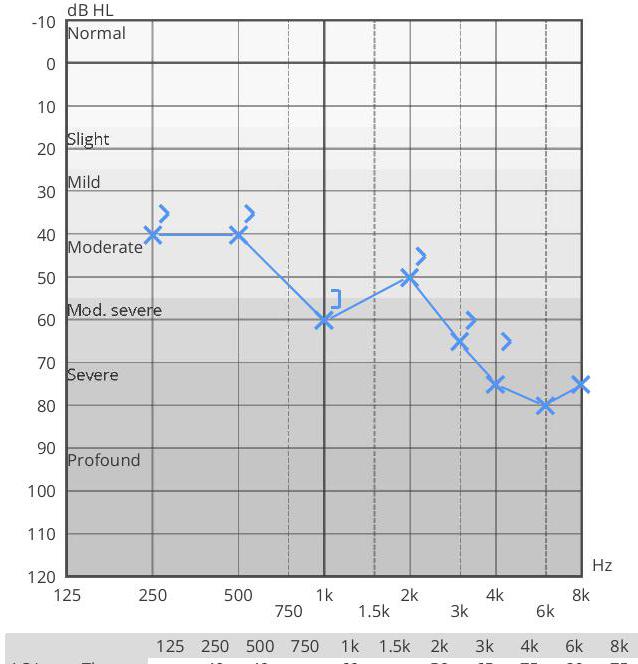 dB HL
-10
Normal
0
10
Slight
20
Mild
30
40
Moderate
50
Mod. severe
60
70
Severe
80
90
Profound
100
110
120
Hz
125 250 500 1k 2k 4k 8k
750 1.5k 3k 6k
125 250 500 750 1k 1.5k 2k 3k 4k 6k 8k